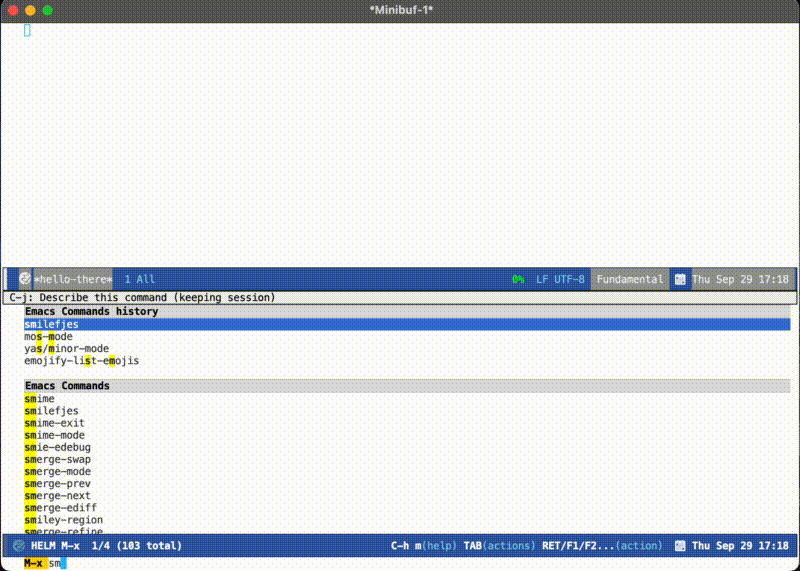 *Minibuf-1*
*hello-there* 1 All 0% LF UTF-8 Fundamental Thu Sep 29 17:18
C-j: Describe this command (keeping session)
Emacs Commands history
smilefjes
mos-mode
yas/minor-mode
emojify-list-emojis
Emacs Commands
smime
smilefjes
smime-exit
smime-mode
smie-edebug
smerge-swap
smerge-mode
smerge-prev
smerge-next
smerge-ediff
smiley-region
smerge-refine
HELM M-x 1/4 (103 total) C-h m(help) TAB(actions) RET/F1/F2...(action) Thu Sep 29 17:18
M-x sm